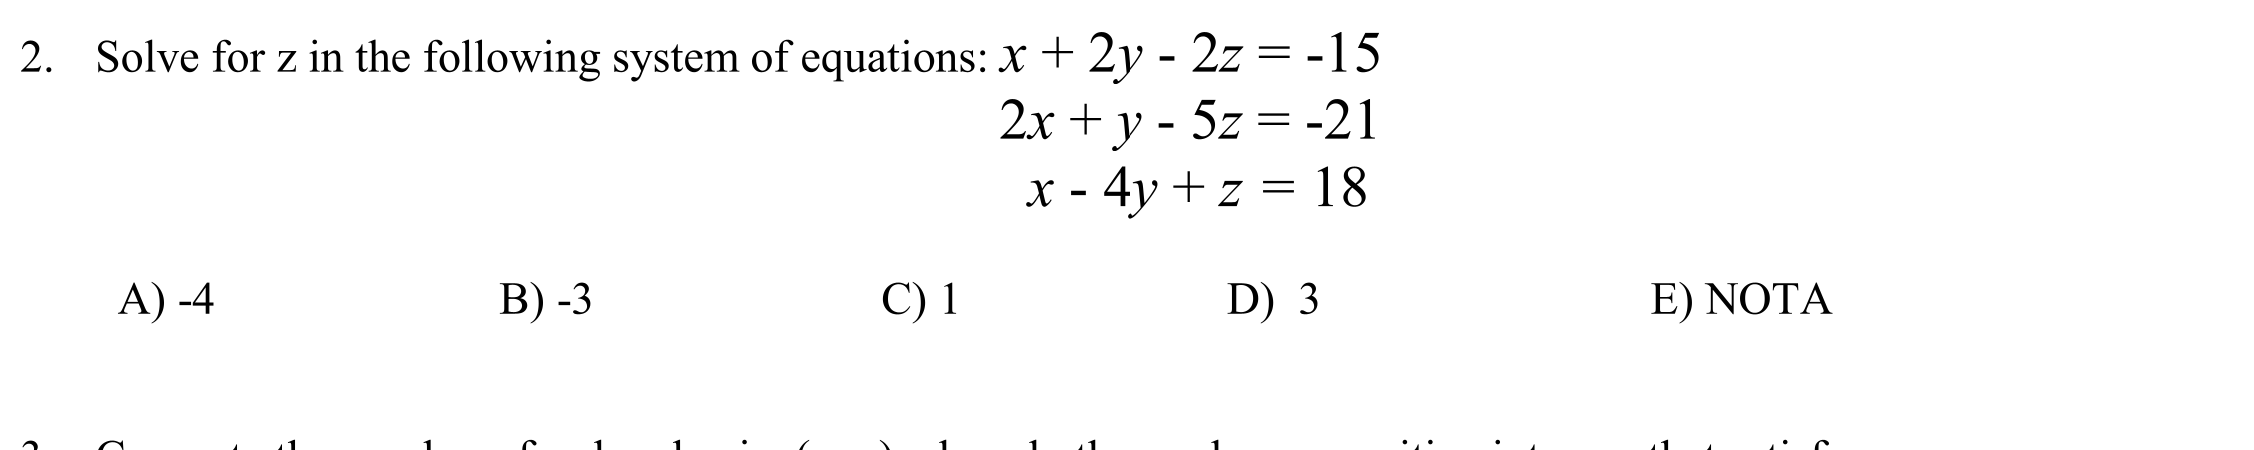 2. Solve for z in the following system of equations: x + 2y - 2z = -15
2x + y - 5z = -21
x - 4y + z = 18
A) -4 B) -3 C) 1 D) 3 E) NOTA